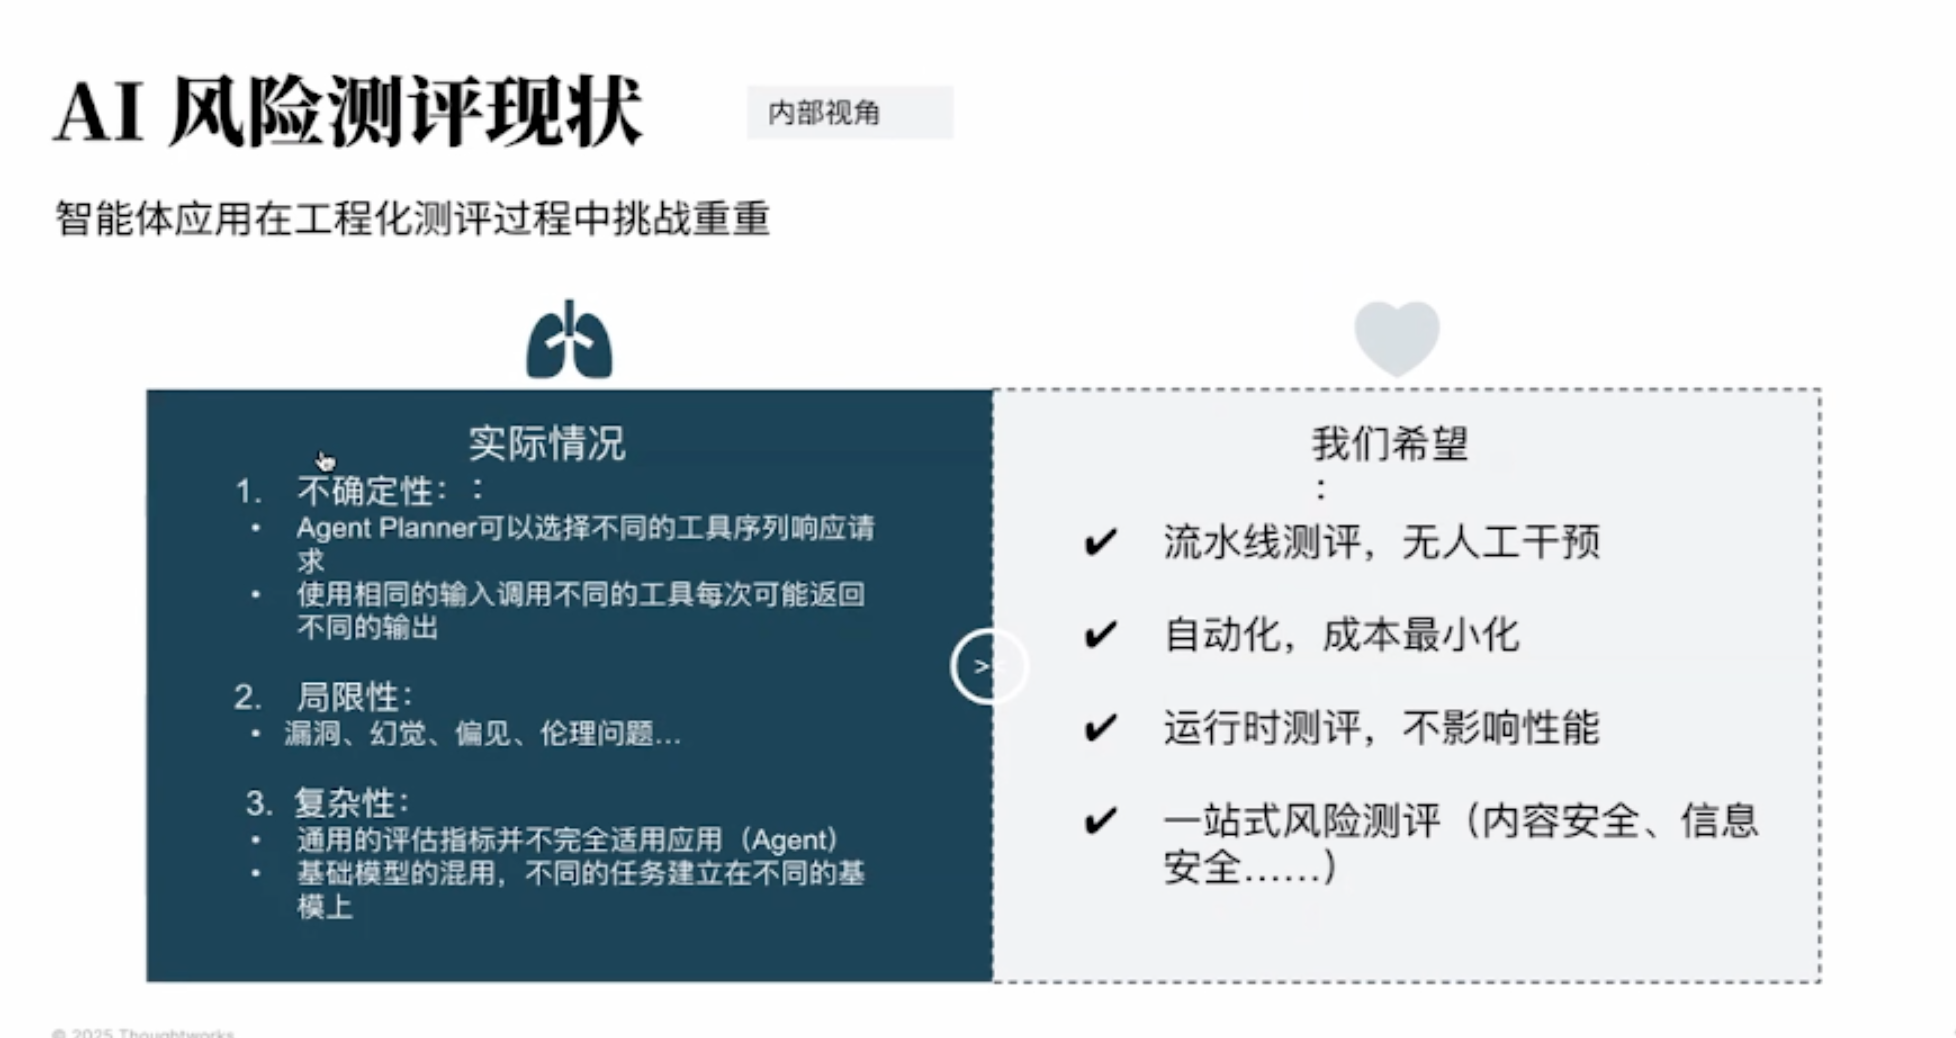 AI 风险测评现状
内部视角
智能体应用在工程化测评过程中挑战重重
实际情况
1. 不确定性：：
• Agent Planner可以选择不同的工具序列响应请
求
• 使用相同的输入调用不同的工具每次可能返回
不同的输出
2. 局限性：
• 漏洞、幻觉、偏见、伦理问题...
3. 复杂性：
• 通用的评估指标并不完全适用应用（Agent）
• 基础模型的混用，不同的任务建立在不同的基
模上
><
我们希望
：
✔ 流水线测评，无人工干预
✔ 自动化，成本最小化
✔ 运行时测评，不影响性能
✔ 一站式风险测评（内容安全、信息
安全......）
© 2025 Thoughtworks